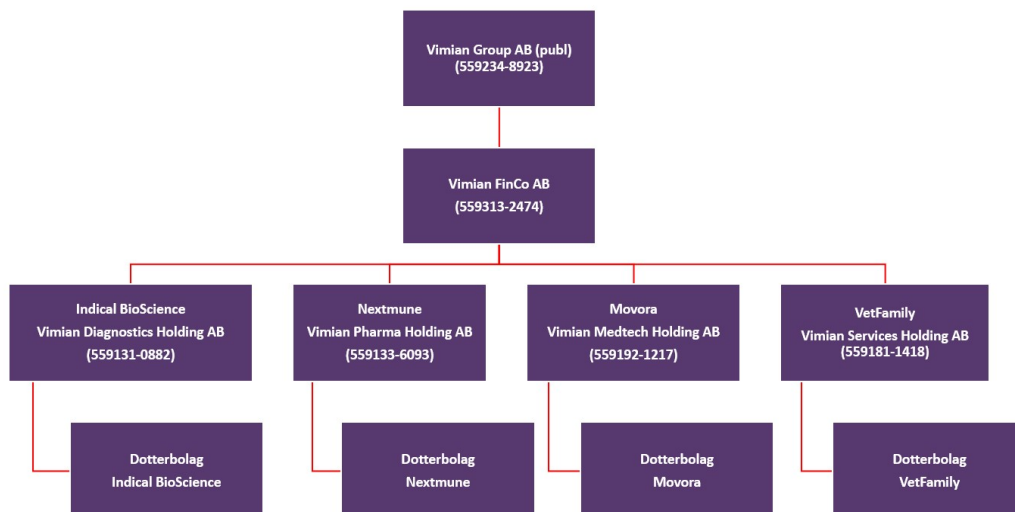 Vimian Group AB (publ)
(559234-8923)
Vimian FinCo AB
(559313-2474)
Indical BioScience
Vimian Diagnostics Holding AB
(559131-0882)
Nextmune
Vimian Pharma Holding AB
(559133-6093)
Movora
Vimian Medtech Holding AB
(559192-1217)
VetFamily
Vimian Services Holding AB
(559181-1418)
Dotterbolag
Indical BioScience
Dotterbolag
Nextmune
Dotterbolag
Movora
Dotterbolag
VetFamily